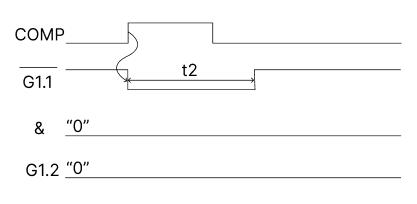 COMP
G1.1
t2
& “0”
G1.2 “0”